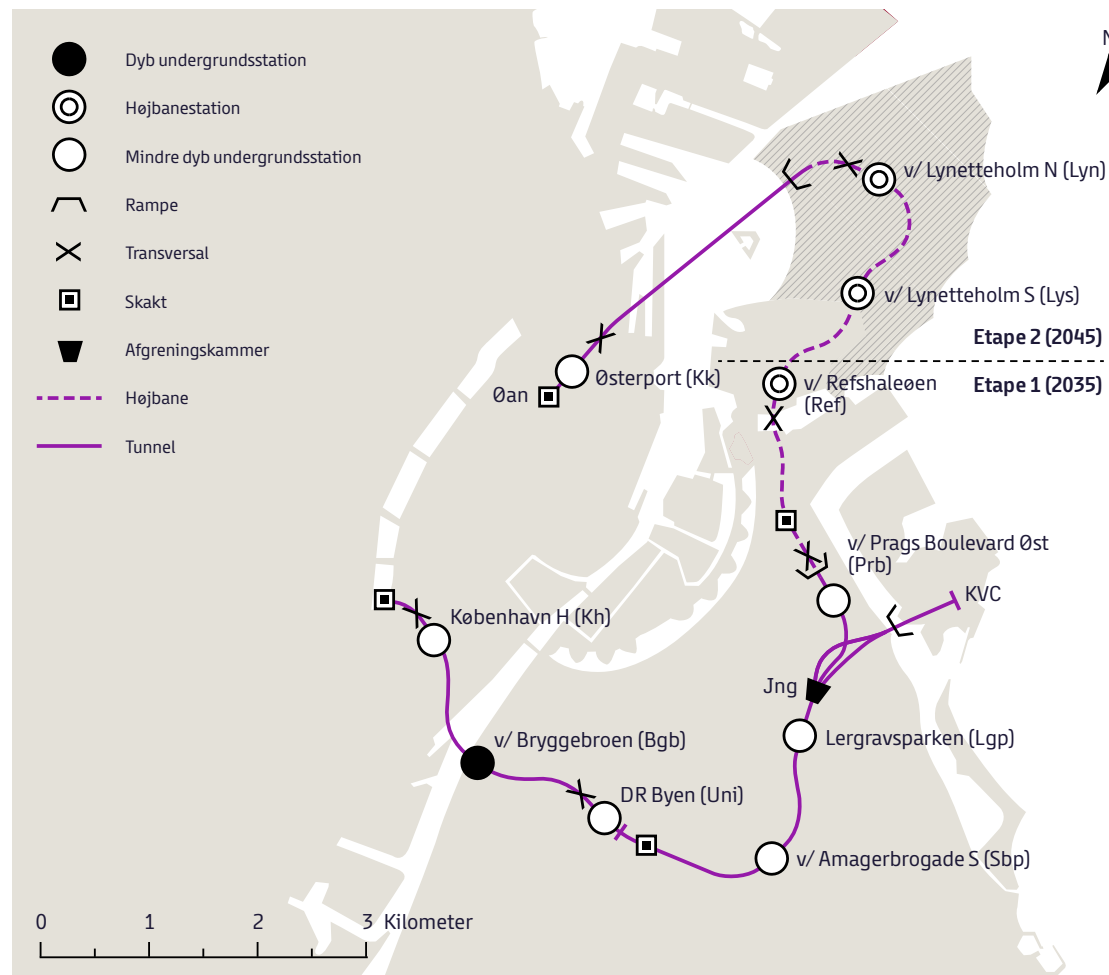 N
Dyb undergrundsstation
Højbanestation
Mindre dyb undergrundsstation
Rampe
Transversal
Skakt
Afgreningskammer
Højbane
Tunnel
v/ Lynetteholm N (Lyn)
v/ Lynetteholm S (Lys)
Etape 2 (2045)
Etape 1 (2035)
Østerport (Kk)
Øan
v/ Refshaleøen
(Ref)
v/ Prags Boulevard Øst
(Prb)
KVC
København H (Kh)
Jng
Lergravsparken (Lgp)
v/ Bryggebroen (Bgb)
DR Byen (Uni)
v/ Amagerbrogade S (Sbp)
0 1 2 3 Kilometer